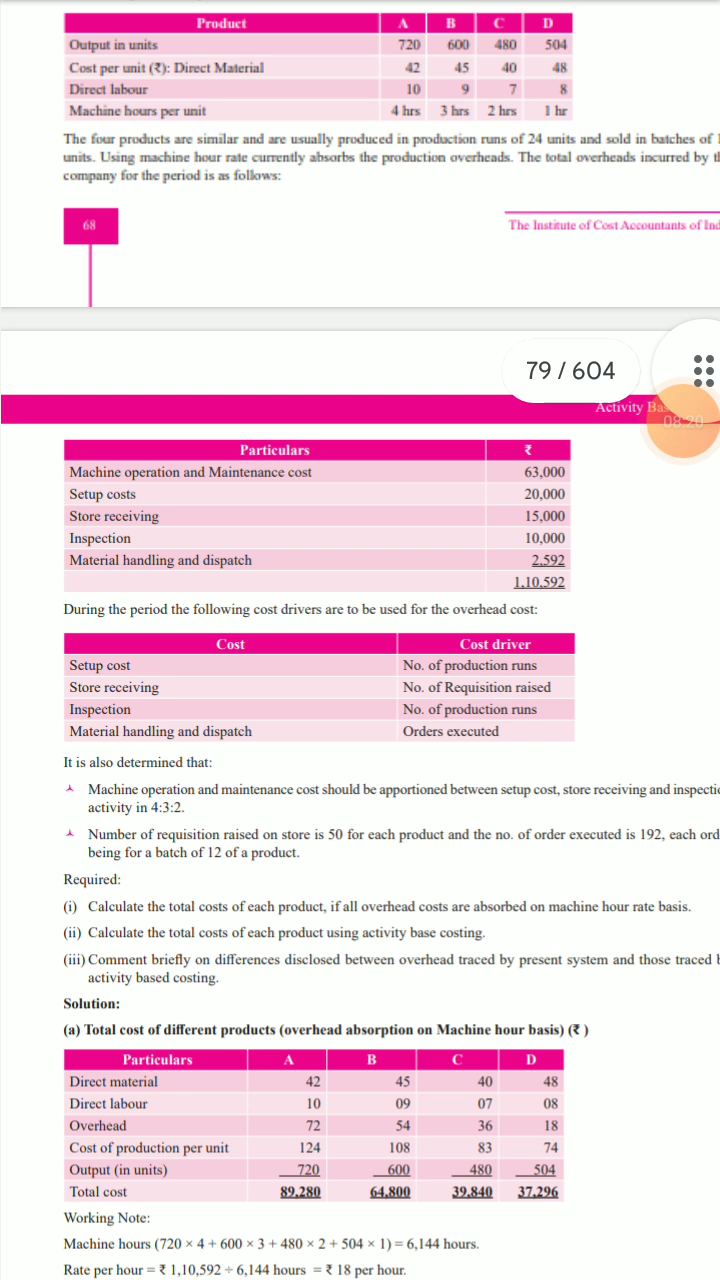 Product A B C D
Output in units 720 600 480 504
Cost per unit (₹): Direct Material 42 45 40 48
Direct labour 10 9 7 8
Machine hours per unit 4 hrs 3 hrs 2 hrs 1 hr
The four products are similar and are usually produced in production runs of 24 units and sold in batches of
units. Using machine hour rate currently absorbs the production overheads. The total overheads incurred by
company for the period is as follows:
68
The Institute of Cost Accountants of
79 / 604
Activity
08:20
Particulars ₹
Machine operation and Maintenance cost 63,000
Setup costs 20,000
Store receiving 15,000
Inspection 10,000
Material handling and dispatch 2,592
1,10,592
During the period the following cost drivers are to be used for the overhead cost:
Cost Cost driver
Setup cost No. of production runs
Store receiving No. of Requisition raised
Inspection No. of production runs
Material handling and dispatch Orders executed
It is also determined that:
Machine operation and maintenance cost should be apportioned between setup cost, store receiving and
activity in 4:3:2.
Number of requisition raised on store is 50 for each product and the no. of order executed is 192, each
being for a batch of 12 of a product.
Required:
(i) Calculate the total costs of each product, if all overhead costs are absorbed on machine hour rate basis.
(ii) Calculate the total costs of each product using activity base costing.
(iii) Comment briefly on differences disclosed between overhead traced by present system and those traced
activity based costing.
Solution:
(a) Total cost of different products (overhead absorption on Machine hour basis) (₹ )
Particulars A B C D
Direct material 42 45 40 48
Direct labour 10 09 07 08
Overhead 72 54 36 18
Cost of production per unit 124 108 83 74
Output (in units) 720 600 480 504
Total cost 89,280 64,800 39,840 37,296
Working Note:
Machine hours (720 × 4 + 600 × 3 + 480 × 2 + 504 × 1) = 6,144 hours.
Rate per hour = ₹ 1,10,592 ÷ 6,144 hours = ₹ 18 per hour.